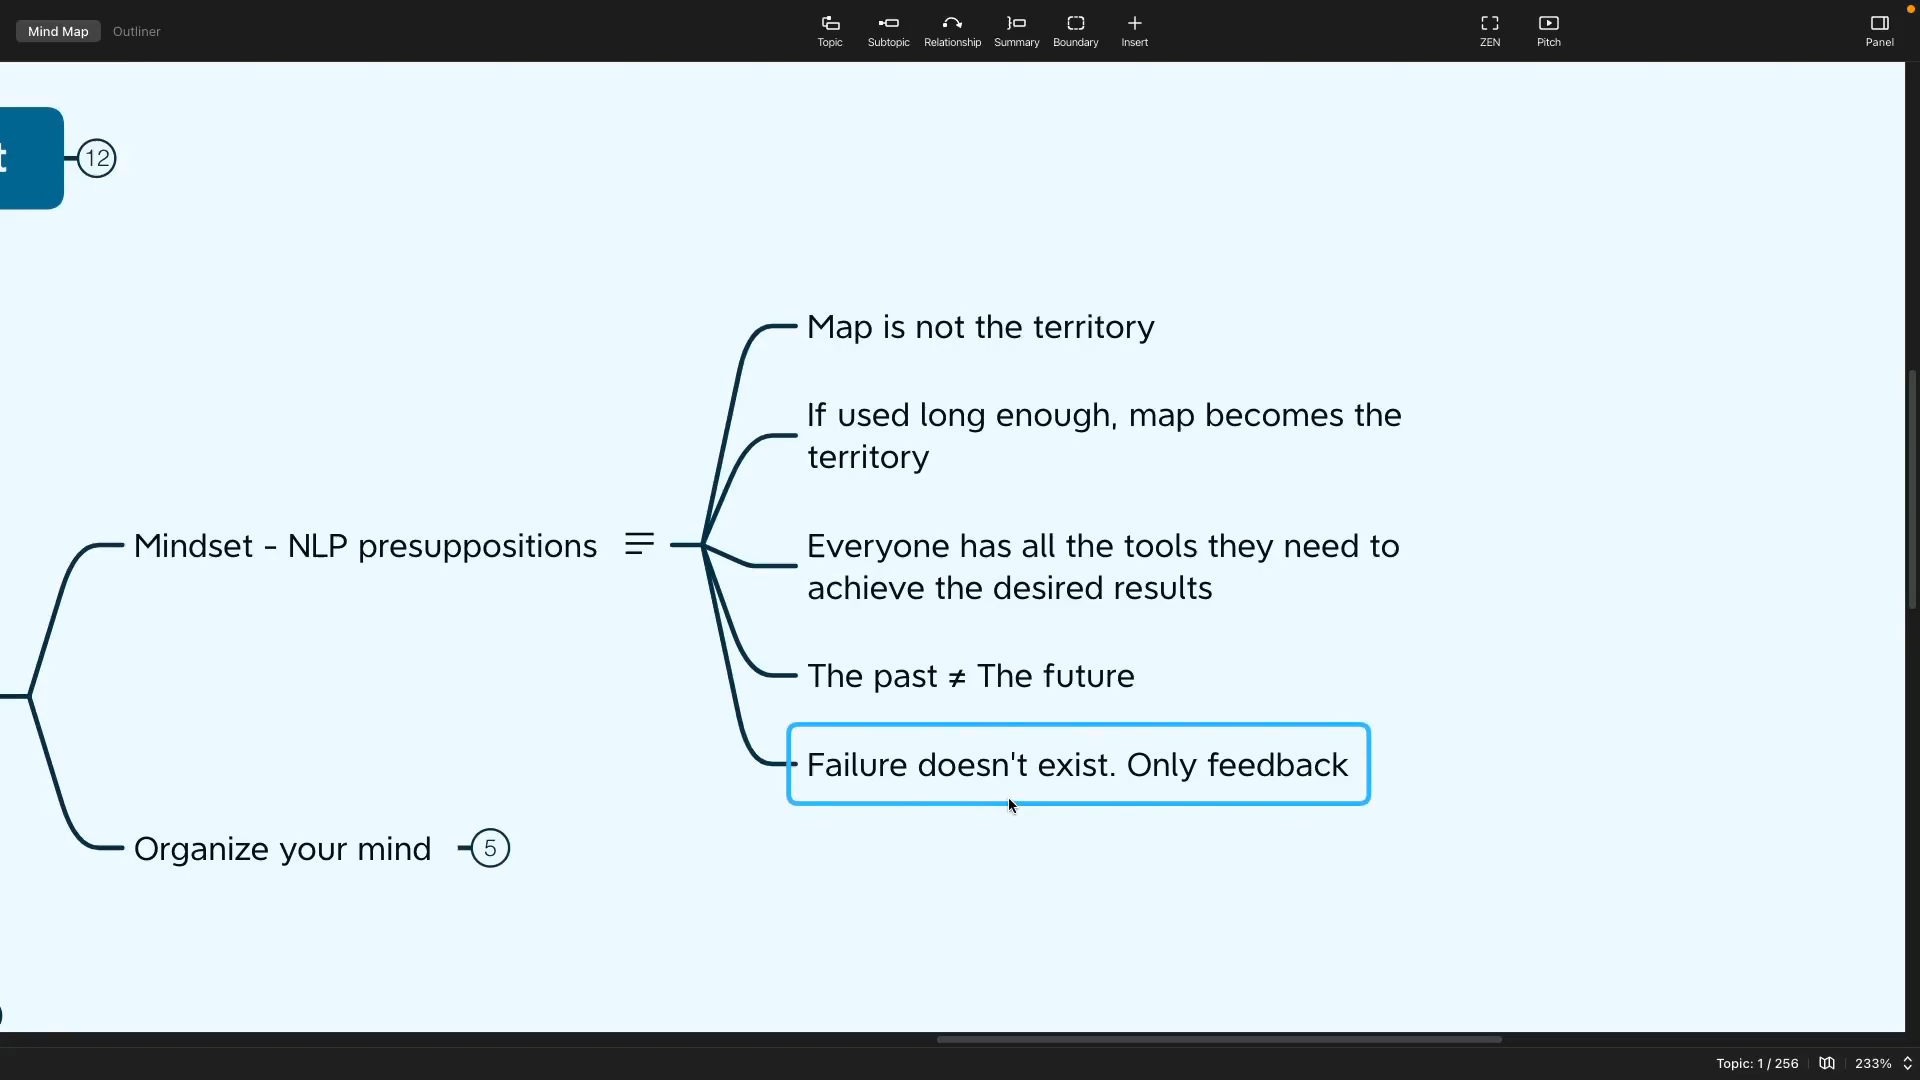 Mind Map
Outliner
Topic
Subtopic
Relationship
Summary
Boundary
Insert
ZEN
Pitch
Panel
t
12
Map is not the territory
If used long enough, map becomes the
territory
Mindset - NLP presuppositions
Everyone has all the tools they need to
achieve the desired results
The past ≠ The future
Failure doesn't exist. Only feedback
Organize your mind
5
Topic: 1 / 256
233%